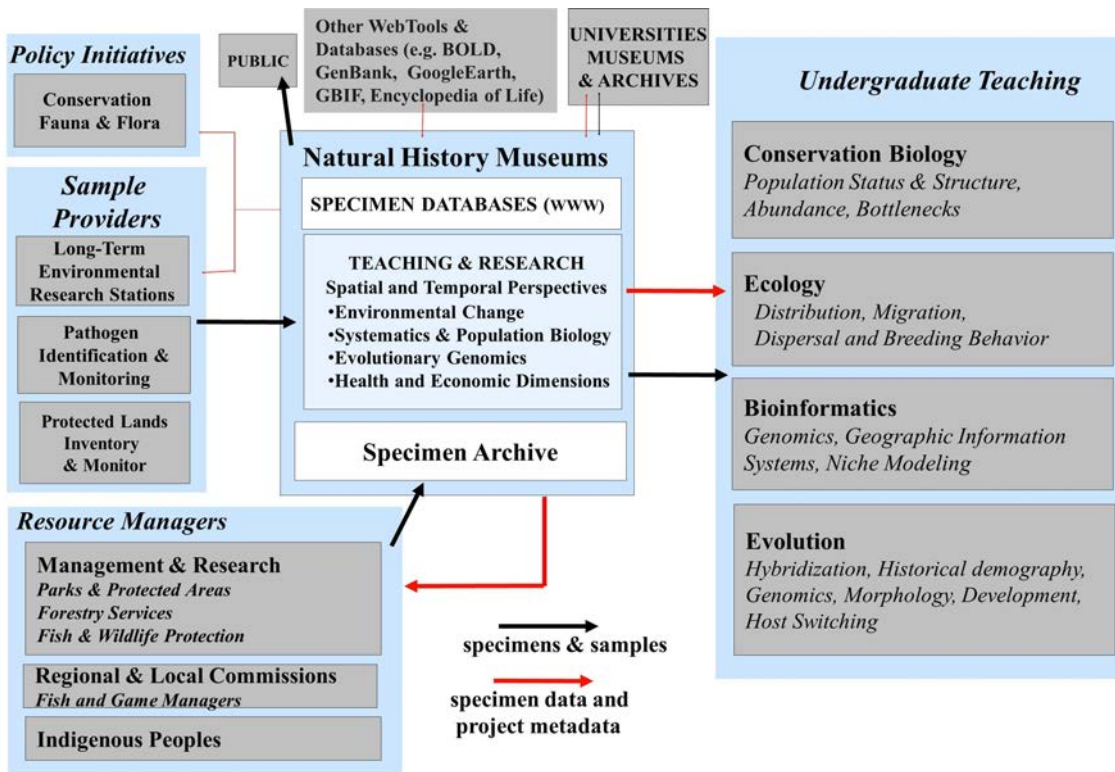 Policy Initiatives
Conservation
Fauna & Flora
PUBLIC
Other WebTools &
Databases (e.g. BOLD,
GenBank, GoogleEarth,
GBIF, Encyclopedia of Life)
UNIVERSITIES
MUSEUMS
& ARCHIVES
Sample
Providers
Long-Term
Environmental
Research Stations
Pathogen
Identification &
Monitoring
Protected Lands
Inventory
& Monitor
Natural History Museums
SPECIMEN DATABASES (WWW)
TEACHING & RESEARCH
Spatial and Temporal Perspectives
•Environmental Change
•Systematics & Population Biology
•Evolutionary Genomics
•Health and Economic Dimensions
Specimen Archive
Undergraduate Teaching
Conservation Biology
Population Status & Structure,
Abundance, Bottlenecks
Ecology
Distribution, Migration,
Dispersal and Breeding Behavior
Bioinformatics
Genomics, Geographic Information
Systems, Niche Modeling
Evolution
Hybridization, Historical demography,
Genomics, Morphology, Development,
Host Switching
Resource Managers
Management & Research
Parks & Protected Areas
Forestry Services
Fish & Wildlife Protection
Regional & Local Commissions
Fish and Game Managers
Indigenous Peoples
specimens & samples
specimen data and
project metadata